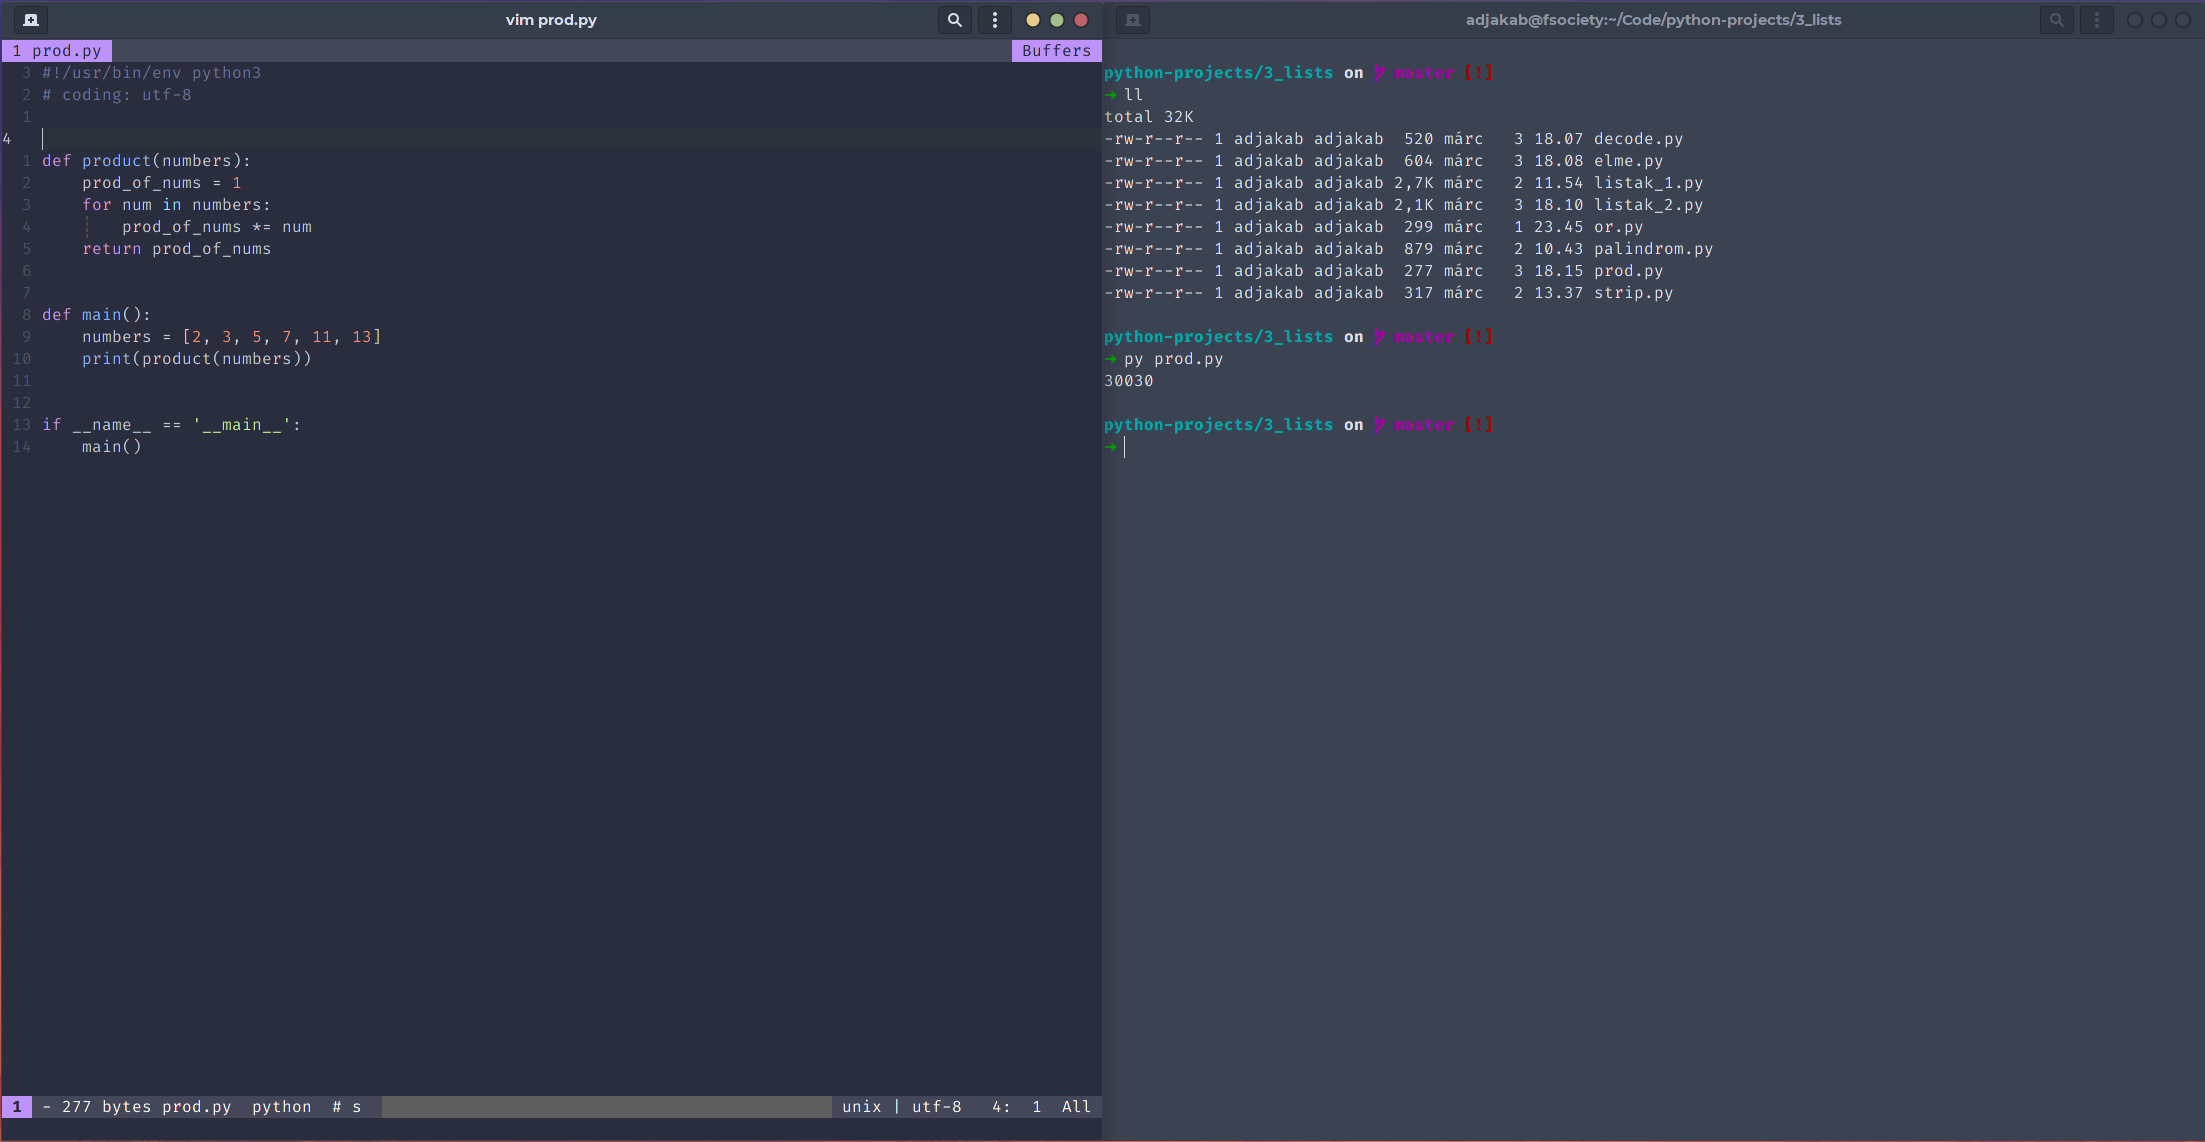 vim prod.py
1 prod.py Buffers
3 #!/usr/bin/env python3
2 # coding: utf-8
1
4
1 def product(numbers):
2     prod_of_nums = 1
3     for num in numbers:
4         prod_of_nums *= num
5     return prod_of_nums
6
7
8 def main():
9     numbers = [2, 3, 5, 7, 11, 13]
10     print(product(numbers))
11
12
13 if __name__ == '__main__':
14     main()
1 - 277 bytes prod.py  python  # s unix | utf-8   4:  1  All
adjakab@fsociety:~/Code/python-projects/3_lists
python-projects/3_lists on master [!]
➜ ll
total 32K
-rw-r--r-- 1 adjakab adjakab  520 márc   3 18.07 decode.py
-rw-r--r-- 1 adjakab adjakab  604 márc   3 18.08 elme.py
-rw-r--r-- 1 adjakab adjakab 2,7K márc   2 11.54 listak_1.py
-rw-r--r-- 1 adjakab adjakab 2,1K márc   3 18.10 listak_2.py
-rw-r--r-- 1 adjakab adjakab  299 márc   1 23.45 or.py
-rw-r--r-- 1 adjakab adjakab  879 márc   2 10.43 palindrom.py
-rw-r--r-- 1 adjakab adjakab  277 márc   3 18.15 prod.py
-rw-r--r-- 1 adjakab adjakab  317 márc   2 13.37 strip.py
python-projects/3_lists on master [!]
➜ py prod.py
30030
python-projects/3_lists on master [!]
➜